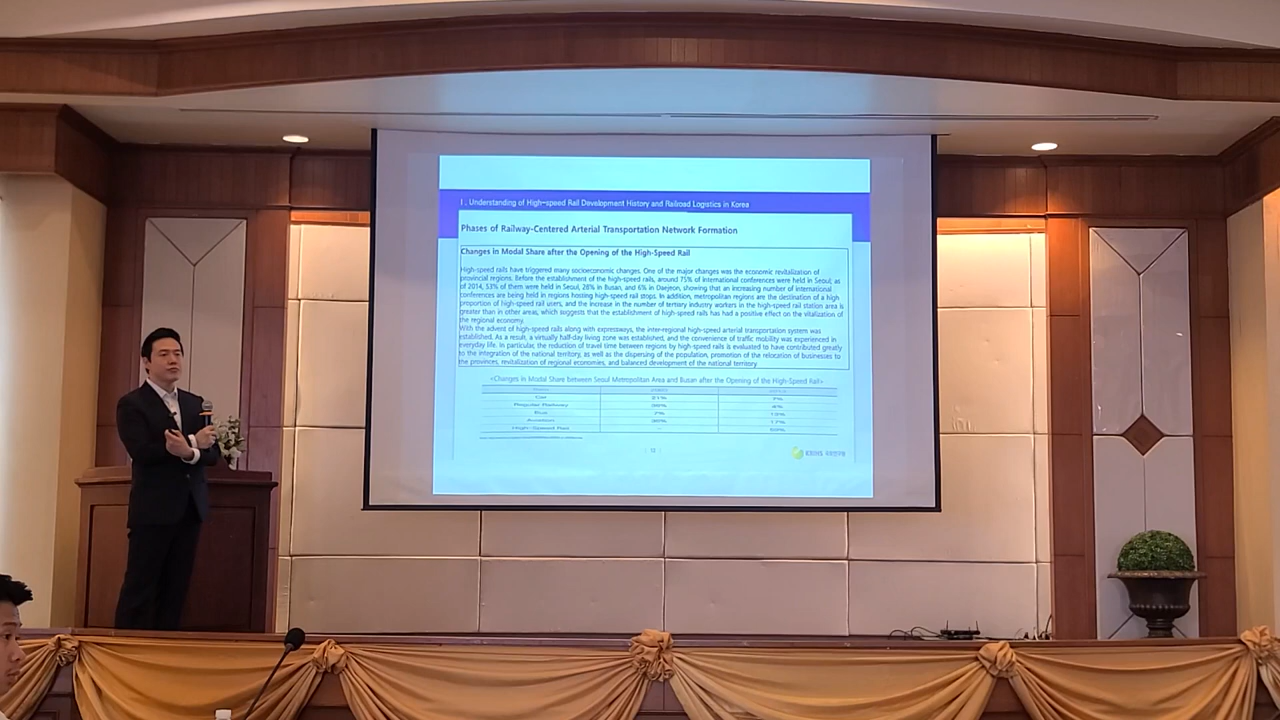 Ⅰ. Understanding of High-speed Rail Development History and Railroad Logistics in Korea
Phases of Railway-Centered Arterial Transportation Network Formation
Changes in Modal Share after the Opening of the High-Speed Rail
High-speed rails have triggered many socioeconomic changes. One of the major changes was the economic revitalization of
provincial regions. Before the establishment of the high-speed rails, around 75% of international conferences were held in Seoul; as
of 2014, 53% of them were held in Seoul, 28% in Busan, and 6% in Daejeon, showing that an increasing number of international
conferences are being held in regions hosting high-speed rail stops. In addition, metropolitan regions are the destination of a high
proportion of high-speed rail users, and the increase in the number of tertiary industry workers in the high-speed rail station area is
greater than in other areas, which suggests that the establishment of high-speed rails has had a positive effect on the vitalization of
the regional economy.
With the advent of high-speed rails along with expressways, the inter-regional high-speed arterial transportation system was
established. As a result, a virtually half-day living zone was established, and the convenience of traffic mobility was experienced in
everyday life. In particular, the reduction of travel time between regions by high-speed rails is evaluated to have contributed greatly
to the integration of the national territory, as well as the dispersing of the population, promotion of the relocation of businesses to
the provinces, revitalization of regional economies, and balanced development of the national territory.
<Changes in Modal Share between Seoul Metropolitan Area and Busan after the Opening of the High-Speed Rail>
Car 21% 7%
Regular Railway
Bus 7%
Aviation 17%
High-Speed Rail -
KRIHS 국토연구원